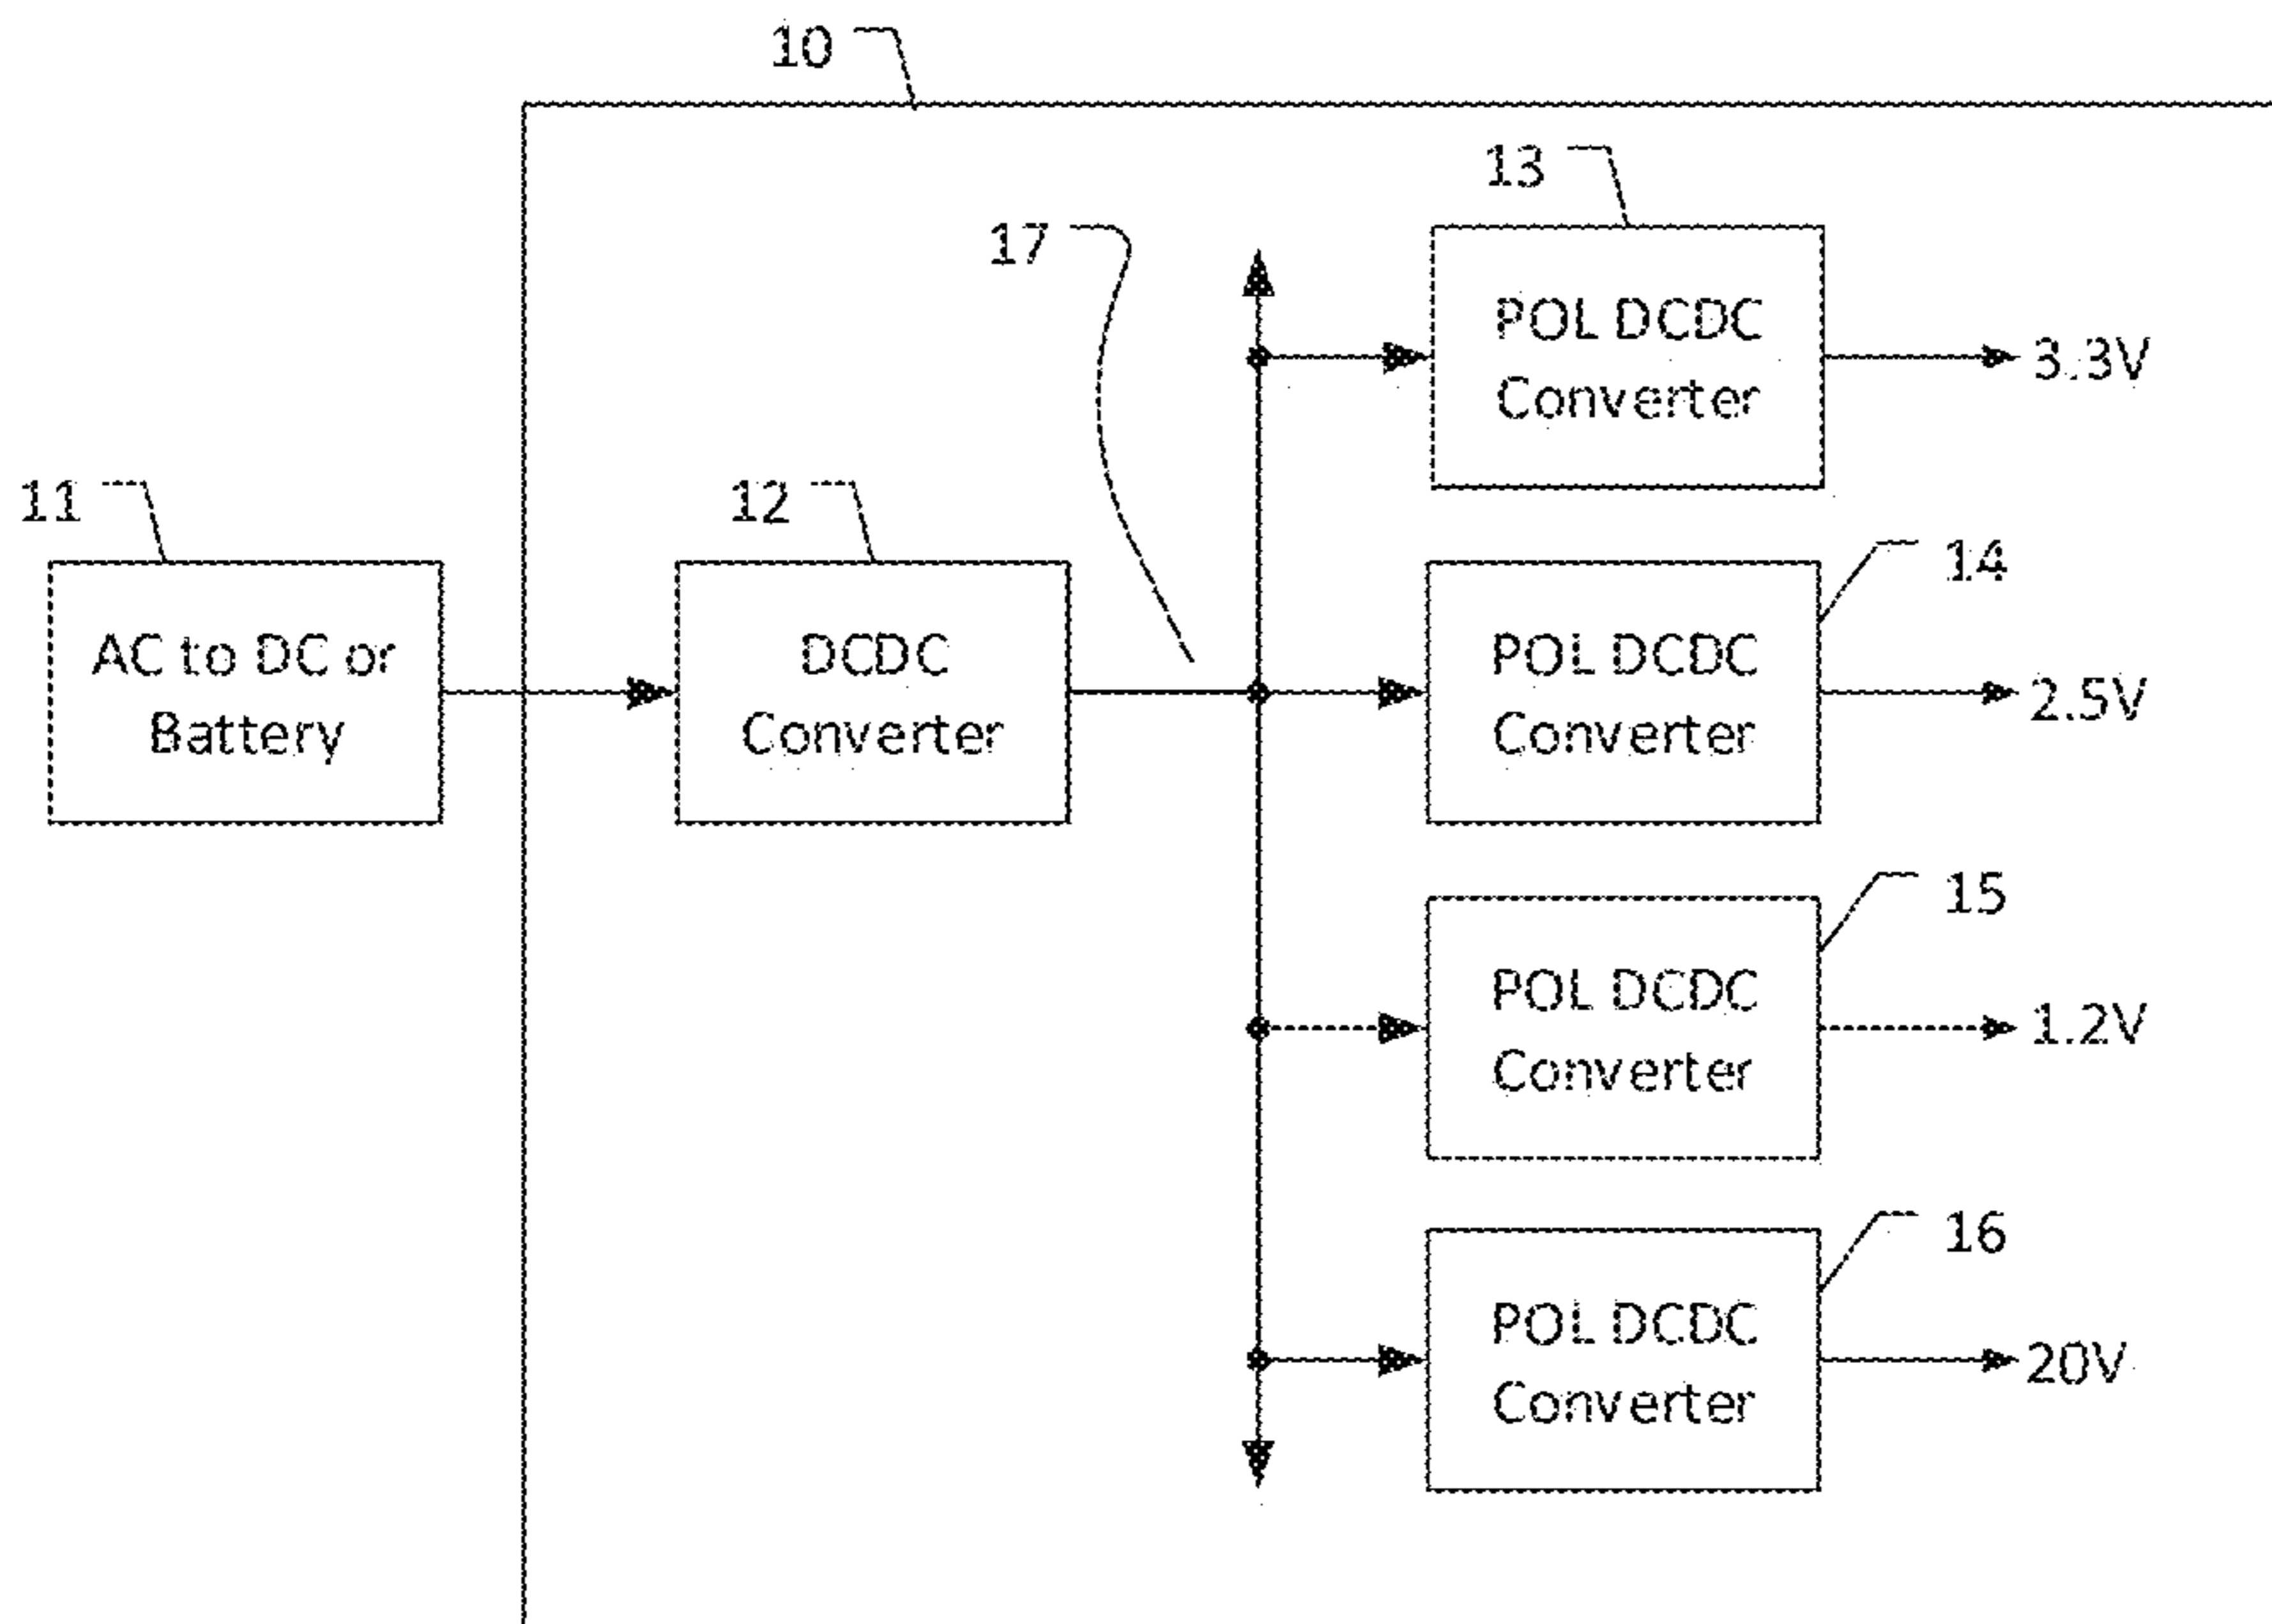 10
13
17
POL DCDC
Converter
3.3V
11
12
14
AC to DC or
Battery
DCDC
Converter
POL DCDC
Converter
2.5V
15
POL DCDC
Converter
1.2V
16
POL DCDC
Converter
20V